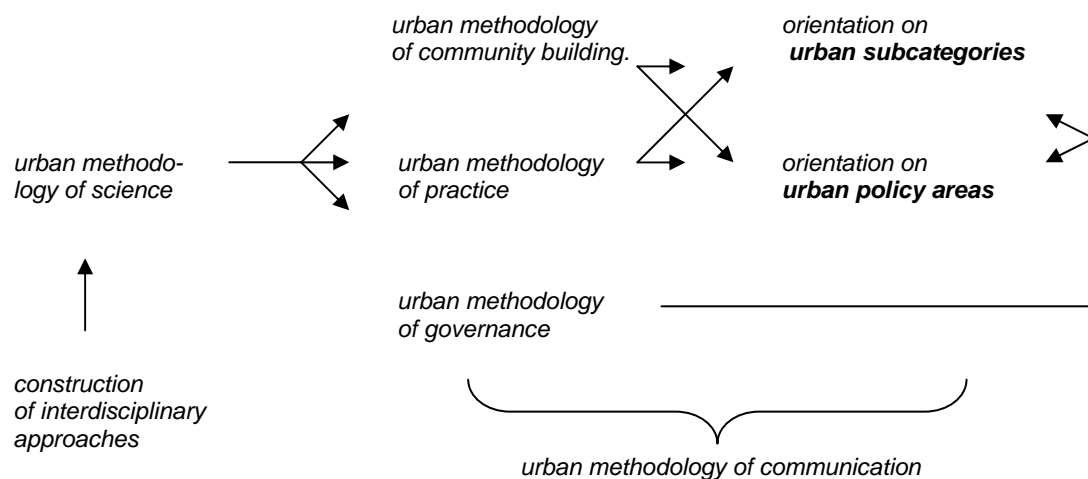 urban methodology
of community building.
orientation on
urban subcategories
urban methodo-
logy of science
urban methodology
of practice
orientation on
urban policy areas
urban methodology
of governance
construction
of interdisciplinary
approaches
urban methodology of communication